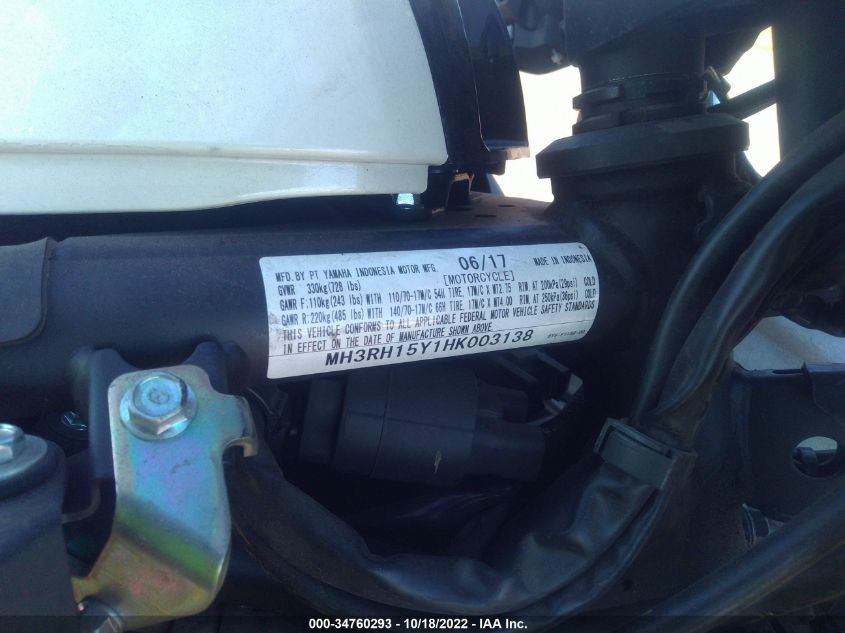 MFD. BY PT YAMAHA INDONESIA MOTOR MFG. 06/17 MADE IN INDONESIA
GVWR 330kg(728 lbs) [MOTORCYCLE]
GAWR F:110kg(243 lbs)WITH 110/70-17M/C 54H TIRE, 17M/C X MT2.75 RIM AT 200kPa(29psi) COLD
GAWR R:220kg(485 lbs)WITH 140/70-17M/C 66H TIRE, 17M/C X MT4.00 RIM AT 250kPa(36psi) COLD
THIS VEHICLE CONFORMS TO ALL APPLICABLE FEDERAL MOTOR VEHICLE SAFETY STANDARDS
IN EFFECT ON THE DATE OF MANUFACTURE SHOWN ABOVE.
MH3RH15Y1HK003138
000-34760293 - 10/18/2022 - IAA Inc.